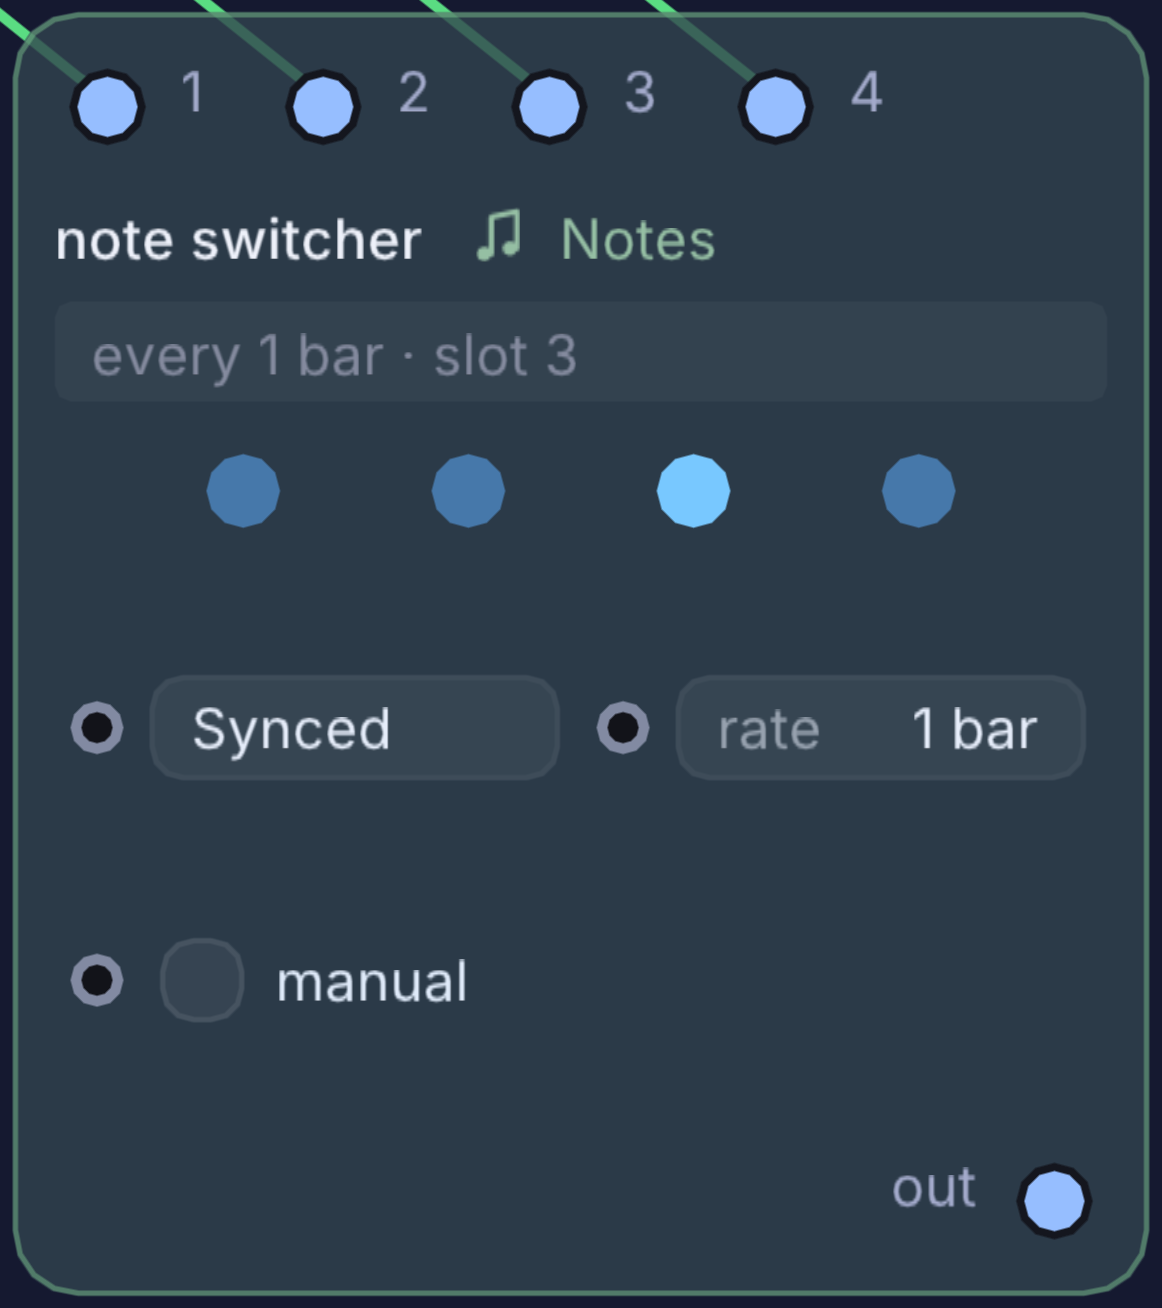 1 2 3 4
note switcher Notes
every 1 bar · slot 3
Synced rate 1 bar
manual
out